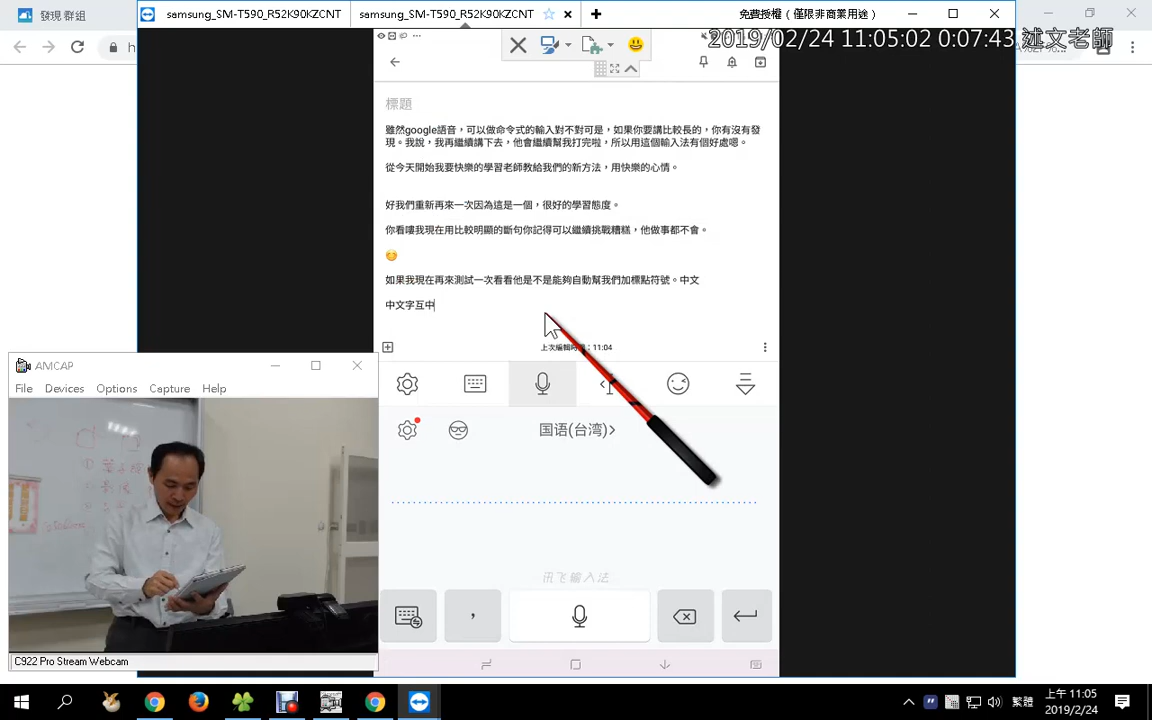 發現 群組
samsung_SM-T590_R52K90KZCNT
samsung_SM-T590_R52K90KZCNT
免費授權（僅限非商業用途）
2019/02/24 11:05:02 0:07:43 述文老師
標題
雖然google語音，可以做命令式的輸入對不對可是，如果你要講比較長的，你有沒有發
現。我說，我再繼續講下去，他會繼續幫我打完啦，所以用這個輸入法有個好處嗯。
從今天開始我要快樂的學習老師教給我們的新方法，用快樂的心情。
好我們重新再來一次因為這是一個，很好的學習態度。
你看嘍我現在用比較明顯的斷句你記得可以繼續挑戰糟糕，他做事都不會。
如果我現在再來測試一次看看他是不是能夠自動幫我們加標點符號。中文
中文字互中
上次編輯時間：11:04
国语(台湾)>
讯飞输入法
，
AMCAP
File Devices Options Capture Help
C922 Pro Stream Webcam
繁體
上午 11:05
2019/2/24